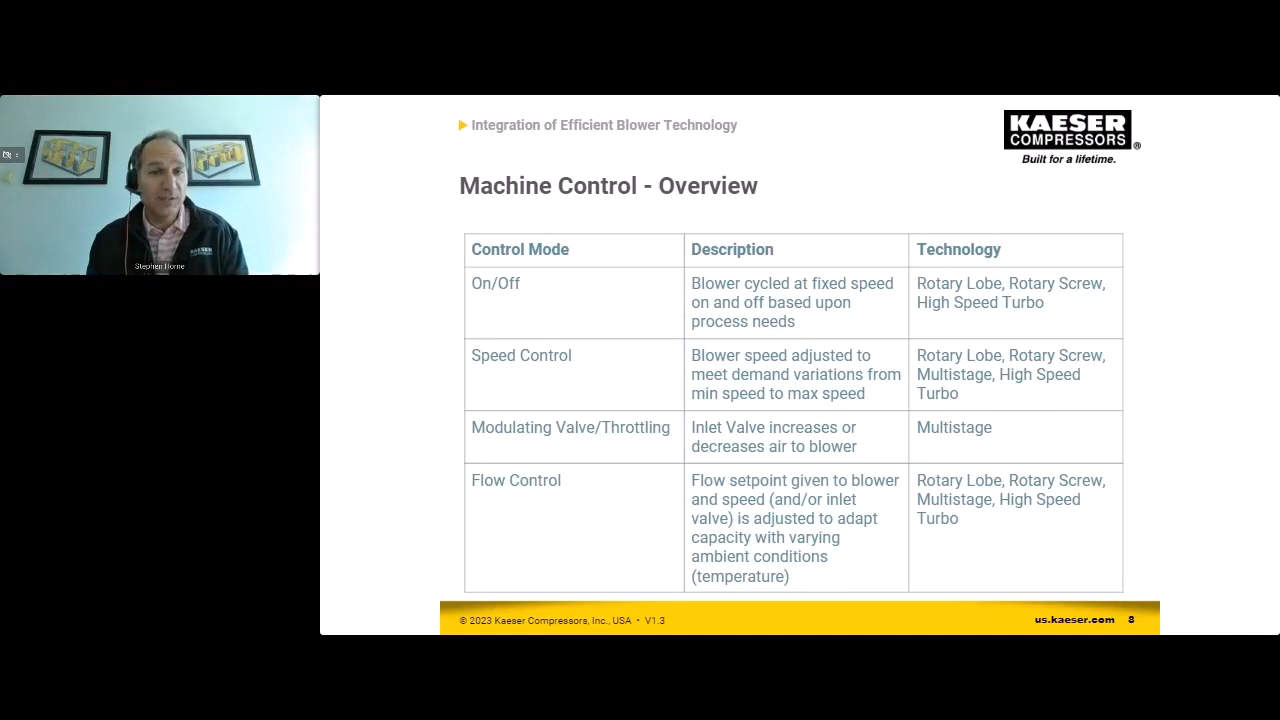 Integration of Efficient Blower Technology
KAESER
COMPRESSORS
®
Built for a lifetime.
Machine Control - Overview
Control Mode
Description
Technology
On/Off
Blower cycled at fixed speed
on and off based upon
process needs
Rotary Lobe, Rotary Screw,
High Speed Turbo
Speed Control
Blower speed adjusted to
meet demand variations from
min speed to max speed
Rotary Lobe, Rotary Screw,
Multistage, High Speed
Turbo
Modulating Valve/Throttling
Inlet Valve increases or
decreases air to blower
Multistage
Flow Control
Flow setpoint given to blower
and speed (and/or inlet
valve) is adjusted to adapt
capacity with varying
ambient conditions
(temperature)
Rotary Lobe, Rotary Screw,
Multistage, High Speed
Turbo
KAESER
Stephen Horne
© 2023 Kaeser Compressors, Inc., USA • V1.3
us.kaeser.com 8